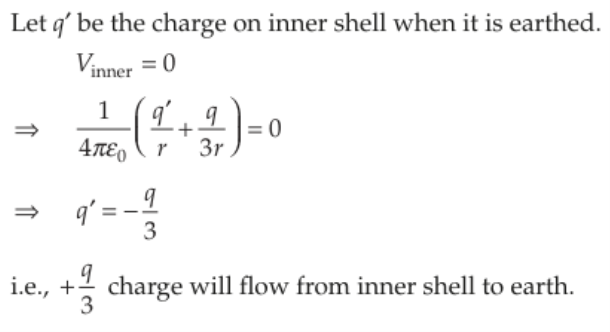 Let q′ be the charge on inner shell when it is earthed.
V_inner = 0
⇒ 1/(4πε₀) (q′/r + q/3r) = 0
⇒ q′ = −q/3
i.e., +q/3 charge will flow from inner shell to earth.